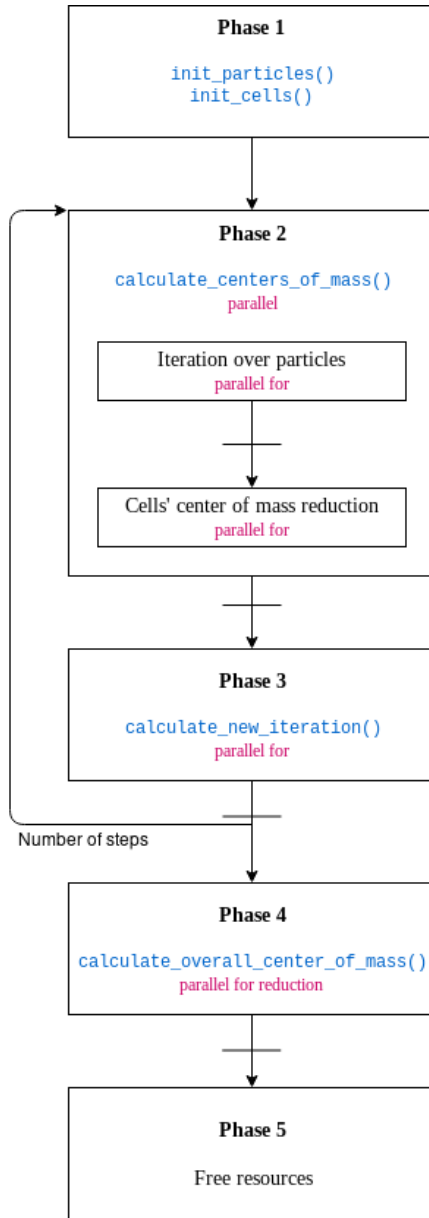 Phase 1
init_particles()
init_cells()
Phase 2
calculate_centers_of_mass()
parallel
Iteration over particles
parallel for
Cells' center of mass reduction
parallel for
Phase 3
calculate_new_iteration()
parallel for
Number of steps
Phase 4
calculate_overall_center_of_mass()
parallel for reduction
Phase 5
Free resources